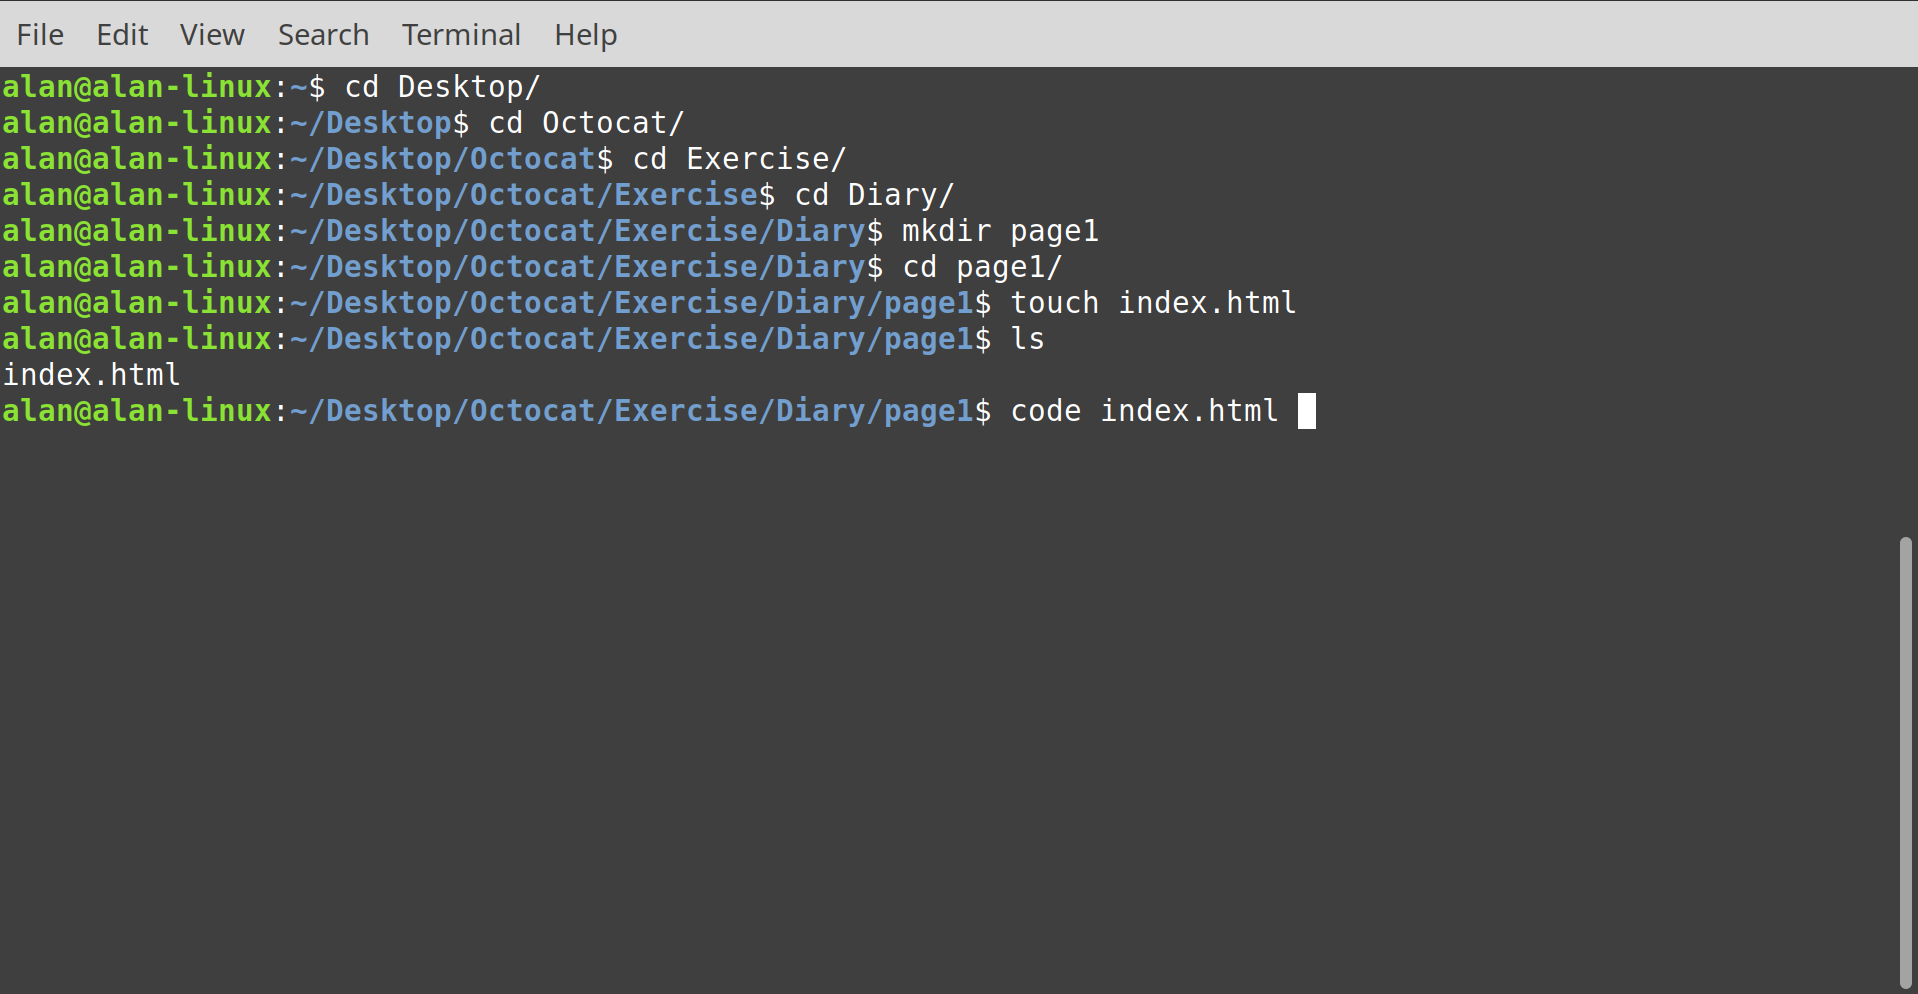 File Edit View Search Terminal Help
alan@alan-linux:~$ cd Desktop/
alan@alan-linux:~/Desktop$ cd Octocat/
alan@alan-linux:~/Desktop/Octocat$ cd Exercise/
alan@alan-linux:~/Desktop/Octocat/Exercise$ cd Diary/
alan@alan-linux:~/Desktop/Octocat/Exercise/Diary$ mkdir page1
alan@alan-linux:~/Desktop/Octocat/Exercise/Diary$ cd page1/
alan@alan-linux:~/Desktop/Octocat/Exercise/Diary/page1$ touch index.html
alan@alan-linux:~/Desktop/Octocat/Exercise/Diary/page1$ ls
index.html
alan@alan-linux:~/Desktop/Octocat/Exercise/Diary/page1$ code index.html